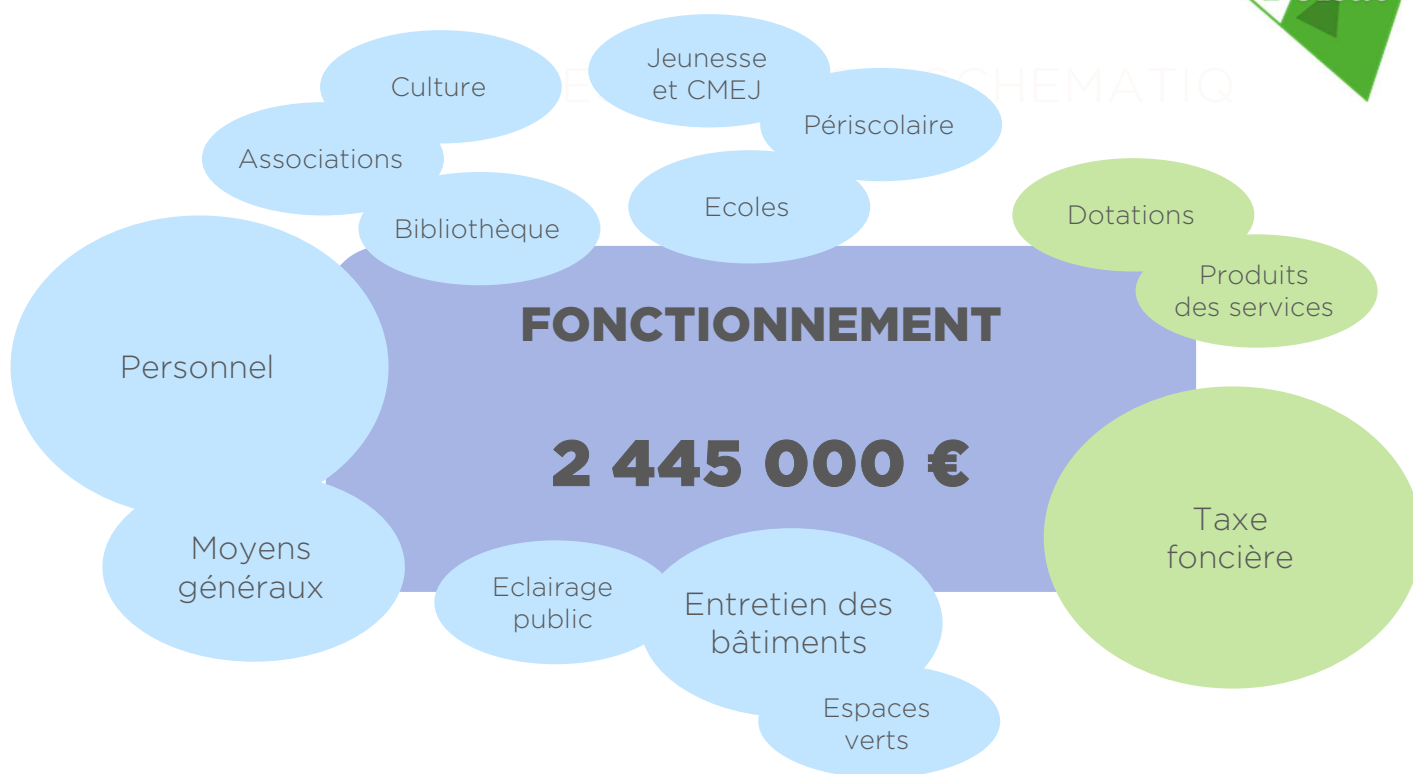 Culture
Jeunesse
et CMEJ
Périscolaire
Associations
Bibliothèque
Ecoles
Dotations
Produits
des services
FONCTIONNEMENT
Personnel
2 445 000 €
Taxe
foncière
Moyens
généraux
Eclairage
public
Entretien des
bâtiments
Espaces
verts